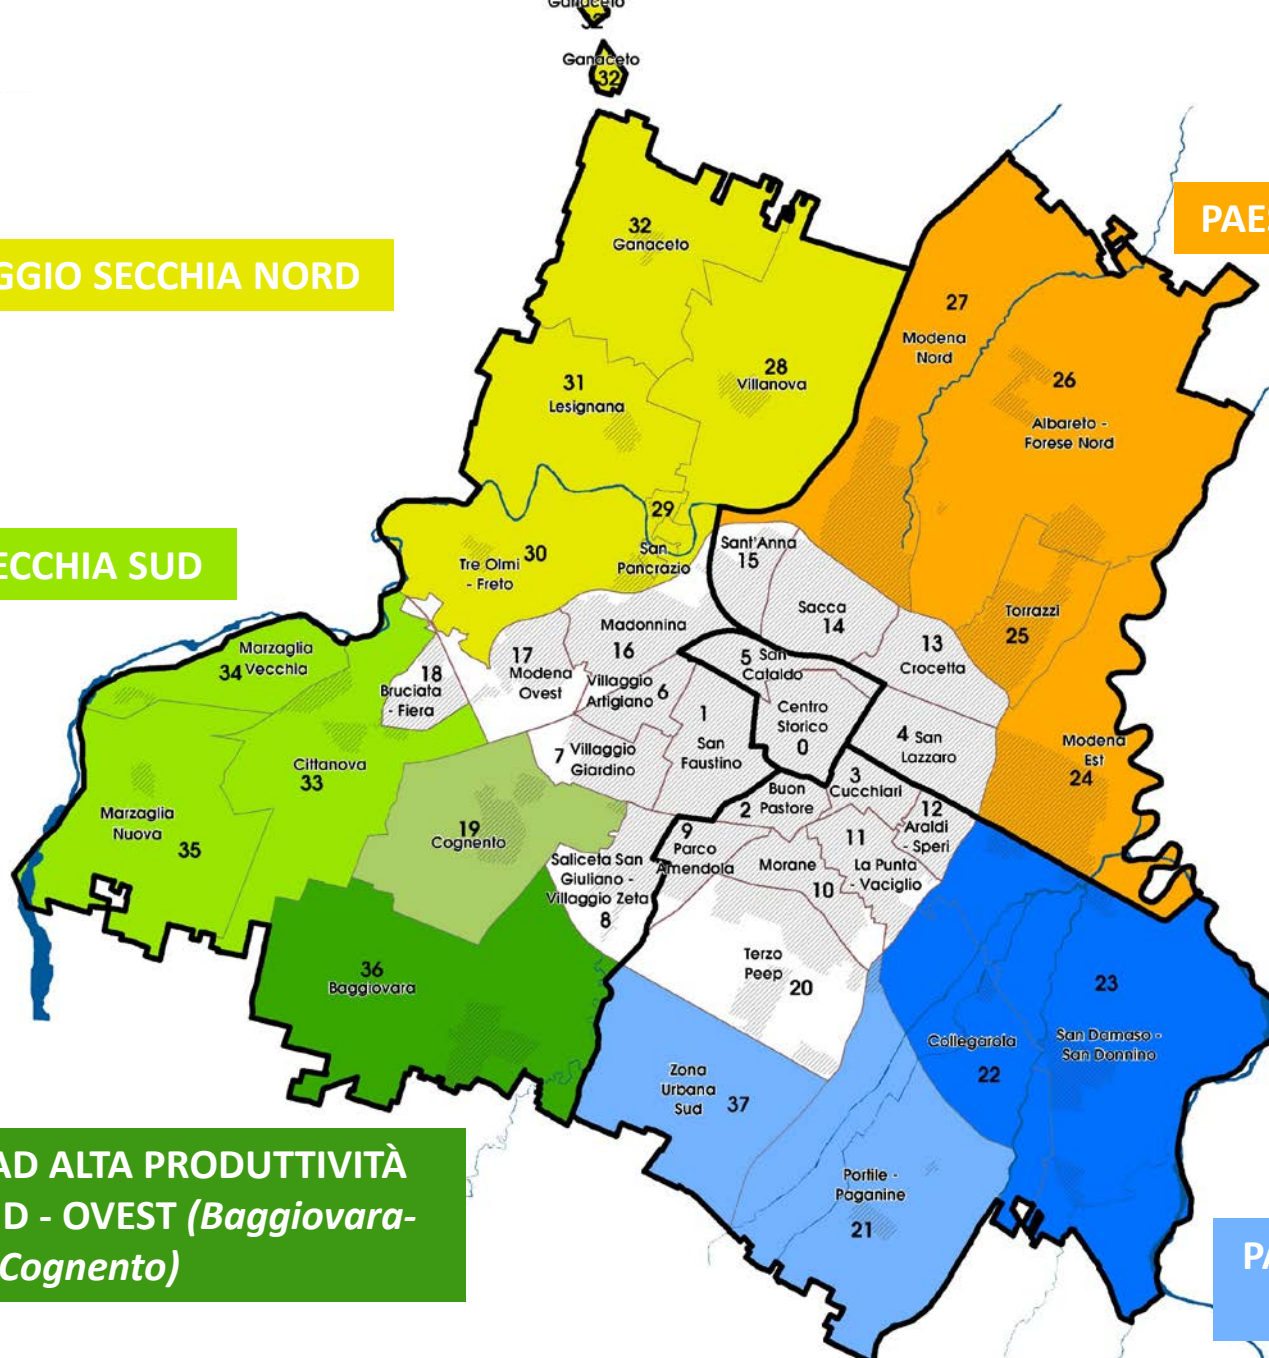 Ganaceto
32
Ganaceto
32
32
Ganaceto
PAE
GGIO SECCHIA NORD
27
Modena
Nord
28
Villanova
31
Lesignana
26
Albareto -
Forese Nord
29
San
Pancrazio
Tre Olmi 30
- Freto
ECCHIA SUD
Sant'Anna
15
Sacca
14
Torrazzi
25
Madonnina
16
13
Crocetta
Marzaglia
34 Vecchia
17
Modena
Ovest
5 San
Cataldo
18
Bruciata
- Fiera
Villaggio
Artigiano 6
1
San
Faustino
Centro
Storico
0
4 San
Lazzaro
Modena
Est
24
7 Villaggio
Giardino
Cittanova
33
3
Cucchiari
Buon
Pastore
2
12
Araldi
- Speri
Marzaglia
Nuova
35
19
Cognento
9
Parco
Amendola
11
La Punta
- Vaciglio
Saliceta San
Giuliano -
Villaggio Zeta
8
Morane
10
36
Baggiovara
Terzo
Peep
20
23
San Damaso -
San Donnino
Collegarola
22
Zona
Urbana
Sud 37
AD ALTA PRODUTTIVITÀ
D - OVEST (Baggiovara-
Cognento)
Portile -
Paganine
21
PA